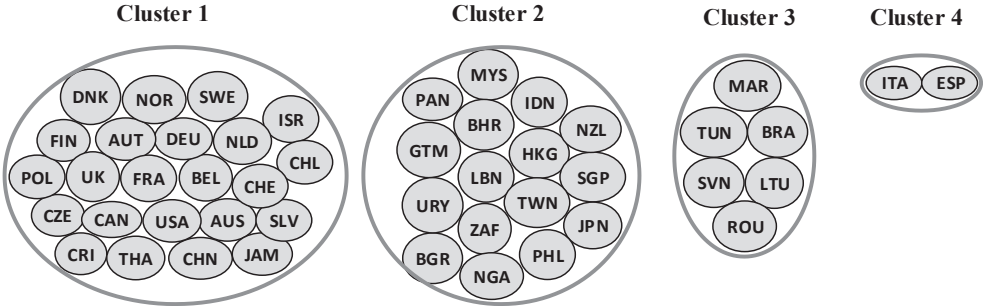 Cluster 1
DNK NOR SWE
ISR
FIN AUT DEU NLD
CHL
POL UK FRA BEL CHE
CZE CAN USA AUS SLV
CRI THA CHN JAM
Cluster 2
MYS
PAN IDN
BHR NZL
GTM HKG
LBN SGP
URY TWN
ZAF JPN
BGR PHL
NGA
Cluster 3
MAR
TUN BRA
SVN LTU
ROU
Cluster 4
ITA ESP